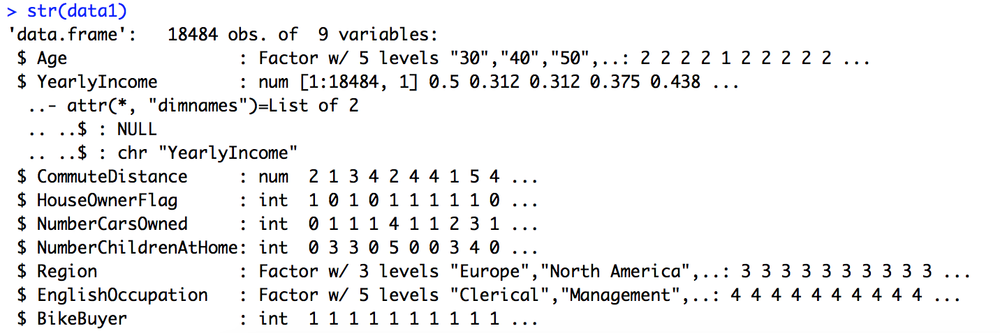 > str(data1)
'data.frame':   18484 obs. of  9 variables:
 $ Age                 : Factor w/ 5 levels "30","40","50",..: 2 2 2 2 1 2 2 2 2 2 ...
 $ YearlyIncome        : num [1:18484, 1] 0.5 0.312 0.312 0.375 0.438 ...
  ..- attr(*, "dimnames")=List of 2
  .. ..$ : NULL
  .. ..$ : chr "YearlyIncome"
 $ CommuteDistance     : num  2 1 3 4 2 4 4 1 5 4 ...
 $ HouseOwnerFlag      : int  1 0 1 0 1 1 1 1 1 0 ...
 $ NumberCarsOwned     : int  0 1 1 1 4 1 1 2 3 1 ...
 $ NumberChildrenAtHome: int  0 3 3 0 5 0 0 3 4 0 ...
 $ Region              : Factor w/ 3 levels "Europe","North America",..: 3 3 3 3 3 3 3 3 3 3 ...
 $ EnglishOccupation   : Factor w/ 5 levels "Clerical","Management",..: 4 4 4 4 4 4 4 4 4 4 ...
 $ BikeBuyer           : int  1 1 1 1 1 1 1 1 1 1 ...